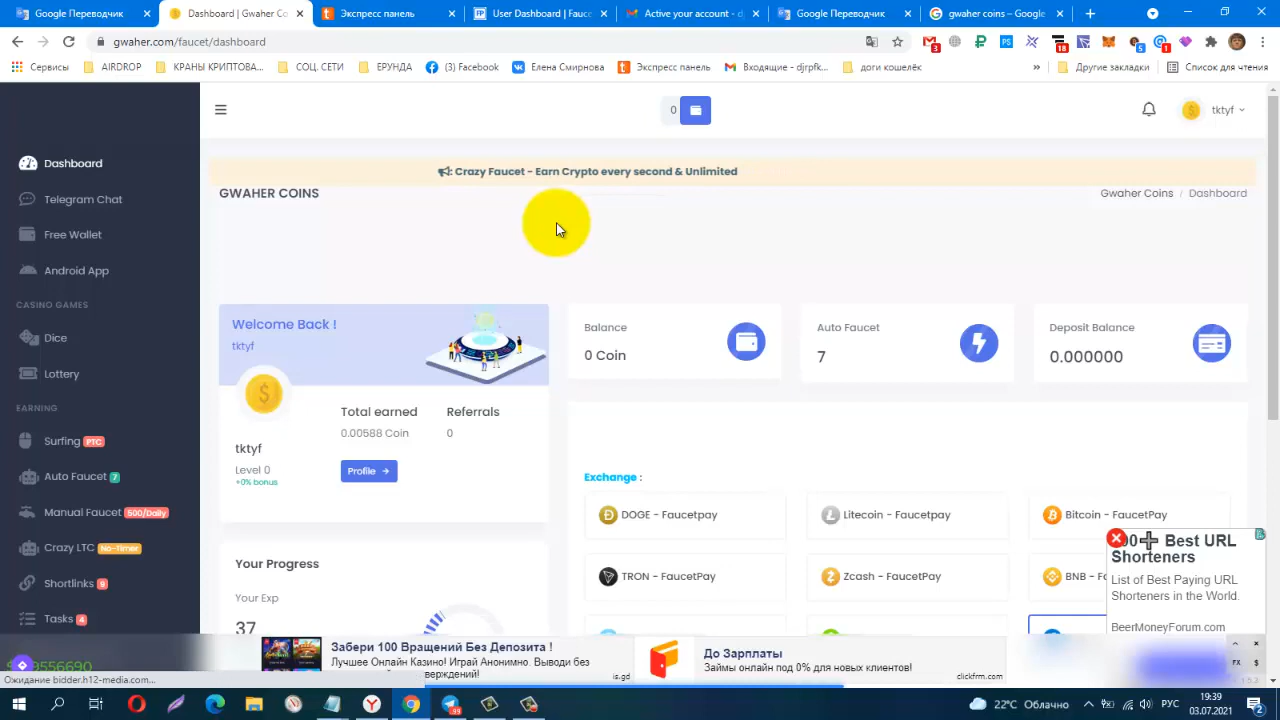 Google Переводчик
Dashboard | Gwaher Coins
Экспресс панель
User Dashboard | Fauce
Active your account - d
Google Переводчик
gwaher coins – Google
gwaher.com/faucet/dashboard
Сервисы
AIRDROP
КРАНЫ КРИПТОВА...
СОЦ. СЕТИ
ЕРУНДА
(3) Facebook
Елена Смирнова
Экспресс панель
Входящие - djrpfk...
доги кошелёк
»
Другие закладки
Список для чтения
0
tktyf
Crazy Faucet - Earn Crypto every second & Unlimited
GWAHER COINS
Gwaher Coins / Dashboard
Dashboard
Telegram Chat
Free Wallet
Android App
CASINO GAMES
Dice
Lottery
EARNING
Surfing PTC
Auto Faucet 7
Manual Faucet 500/Daily
Crazy LTC No-Timer
Shortlinks 9
Tasks 4
Welcome Back !
tktyf
tktyf
Level 0
+0% bonus
Total earned
0.00588 Coin
Referrals
0
Profile →
Balance
0 Coin
Auto Faucet
7
Deposit Balance
0.000000
Exchange :
DOGE - Faucetpay
Litecoin - Faucetpay
Bitcoin - FaucetPay
TRON - FaucetPay
Zcash - FaucetPay
BNB - F
Your Progress
Your Exp
37
Best URL
Shorteners
List of Best Paying URL
Shorteners in the World.
BeerMoneyForum.com
Забери 100 Вращений Без Депозита !
Лучшее Онлайн Казино! Играй Анонимно. Выводи без
верждений!
is.gd
До Зарплаты
Займы онлайн под 0% для новых клиентов!
clickfrm.com
Ожидание bidder.h12-media.com...
22°C Облачно
РУС
19:39
03.07.2021